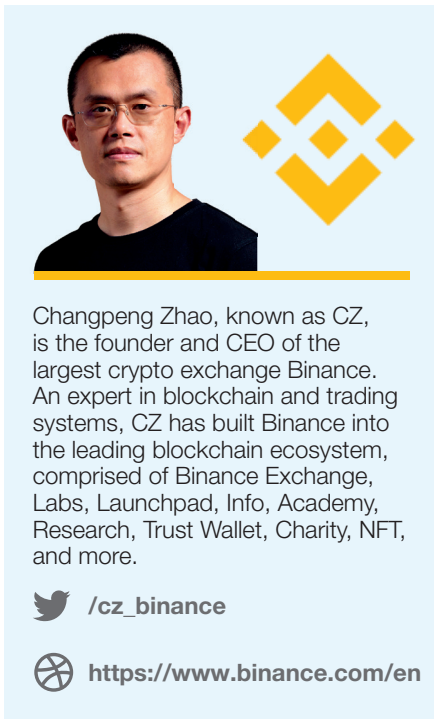 Changpeng Zhao, known as CZ,
is the founder and CEO of the
largest crypto exchange Binance.
An expert in blockchain and trading
systems, CZ has built Binance into
the leading blockchain ecosystem,
comprised of Binance Exchange,
Labs, Launchpad, Info, Academy,
Research, Trust Wallet, Charity, NFT,
and more.
/cz_binance
https://www.binance.com/en